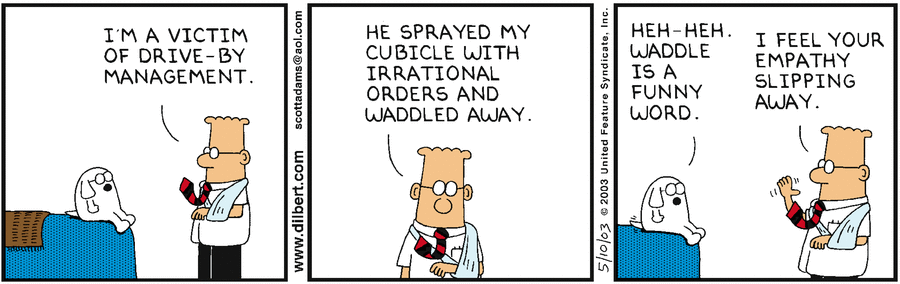 I'M A VICTIM
OF DRIVE-BY
MANAGEMENT.
www.dilbert.com
scottadams@aol.com
HE SPRAYED MY
CUBICLE WITH
IRRATIONAL
ORDERS AND
WADDLED AWAY.
5/10/03 © 2003 United Feature Syndicate, Inc.
HEH-HEH.
WADDLE
IS A
FUNNY
WORD.
I FEEL YOUR
EMPATHY
SLIPPING
AWAY.